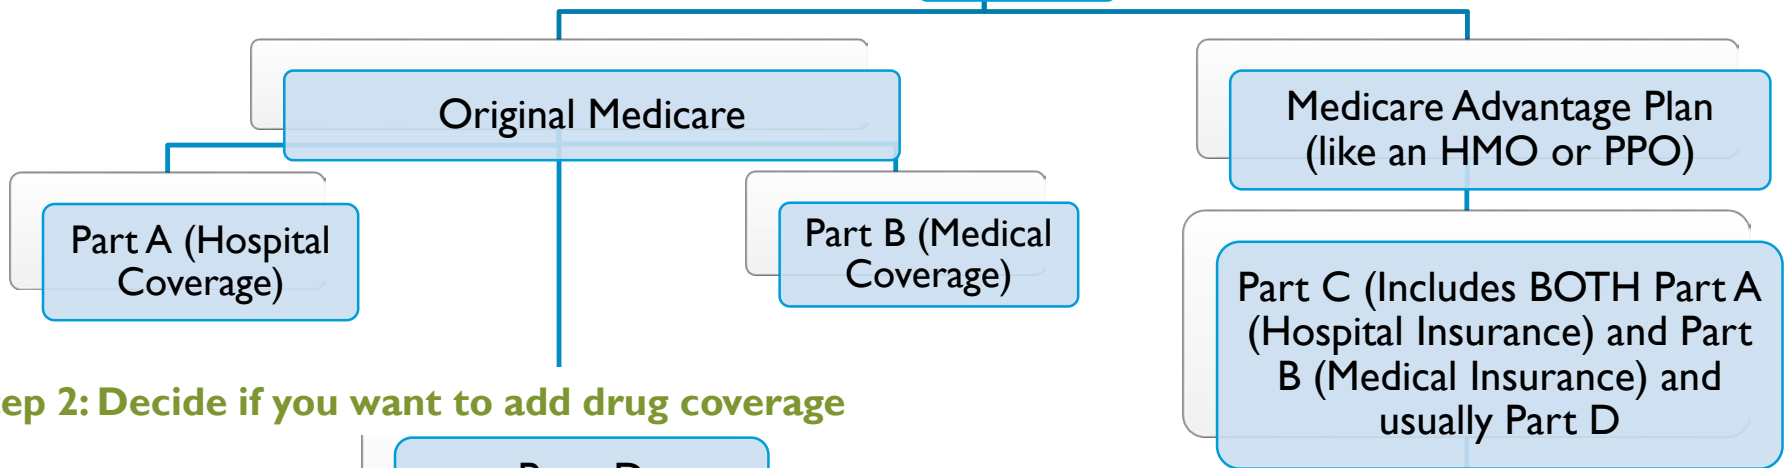 Original Medicare
Medicare Advantage Plan
(like an HMO or PPO)
Part A (Hospital
Coverage)
Part B (Medical
Coverage)
Part C (Includes BOTH Part A
(Hospital Insurance) and Part
B (Medical Insurance) and
usually Part D
ep 2: Decide if you want to add drug coverage
Part D